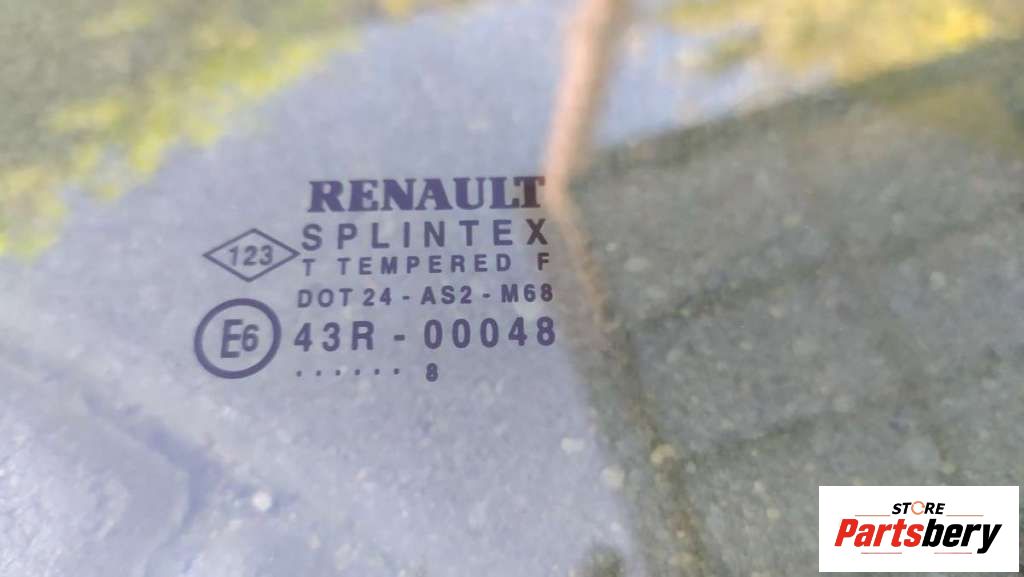 RENAULT
SPLINTEX
123
T TEMPERED F
DOT 24 - AS2 - M68
E6
43R - 00048
...... 8
STORE
Partsbery